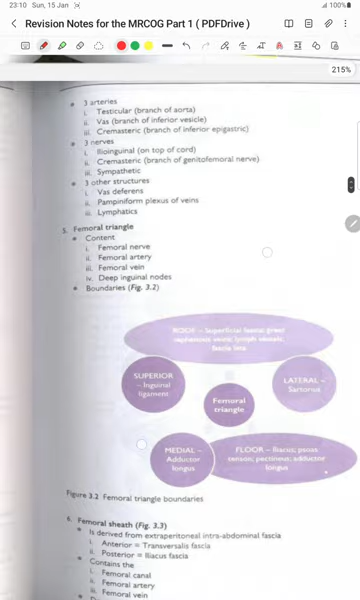 23:10 Sun, 15 Jan
100%
Revision Notes for the MRCOG Part 1 ( PDFDrive )
215%
• 3 arteries
i. Testicular (branch of aorta)
ii. Vas (branch of inferior vesicle)
iii. Cremasteric (branch of inferior epigastric)
• 3 nerves
i. Ilioinguinal (on top of cord)
ii. Cremasteric (branch of genitofemoral nerve)
iii. Sympathetic
• 3 other structures
i. Vas deferens
ii. Pampiniform plexus of veins
iii. Lymphatics
5. Femoral triangle
• Content
i. Femoral nerve
ii. Femoral artery
iii. Femoral vein
iv. Deep inguinal nodes
• Boundaries (Fig. 3.2)
ROOF – Superficial fascia; great
saphenous vein; lymph vessels;
fascia lata
SUPERIOR
– Inguinal
ligament
LATERAL –
Sartorius
Femoral
triangle
MEDIAL –
Adductor
longus
FLOOR – Iliacus; psoas
tendon; pectineus; adductor
longus
Figure 3.2 Femoral triangle boundaries
6. Femoral sheath (Fig. 3.3)
• Is derived from extraperitoneal intra-abdominal fascia
i. Anterior = Transversalis fascia
ii. Posterior = Iliacus fascia
• Contains the
i. Femoral canal
ii. Femoral artery
iii. Femoral vein